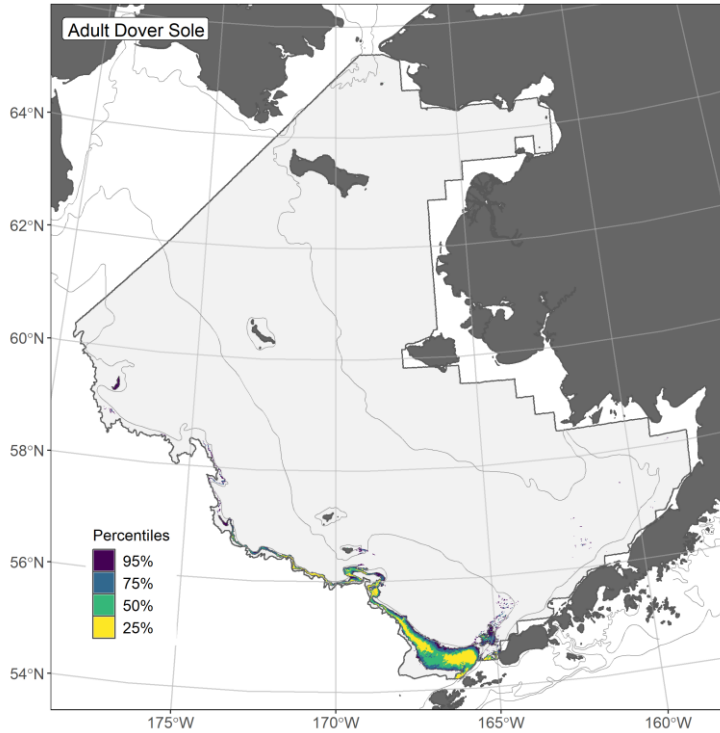 Adult Dover Sole
64°N
62°N
60°N
58°N
56°N
54°N
Percentiles
95%
75%
50%
25%
175°W
170°W
165°W
160°W